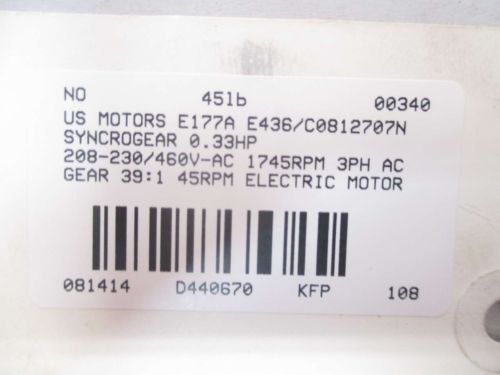 NO 45lb 00340
US MOTORS E177A E436/C0812707N
SYNCROGEAR 0.33HP
208-230/460V-AC 1745RPM 3PH AC
GEAR 39:1 45RPM ELECTRIC MOTOR
081414 D440670 KFP 108